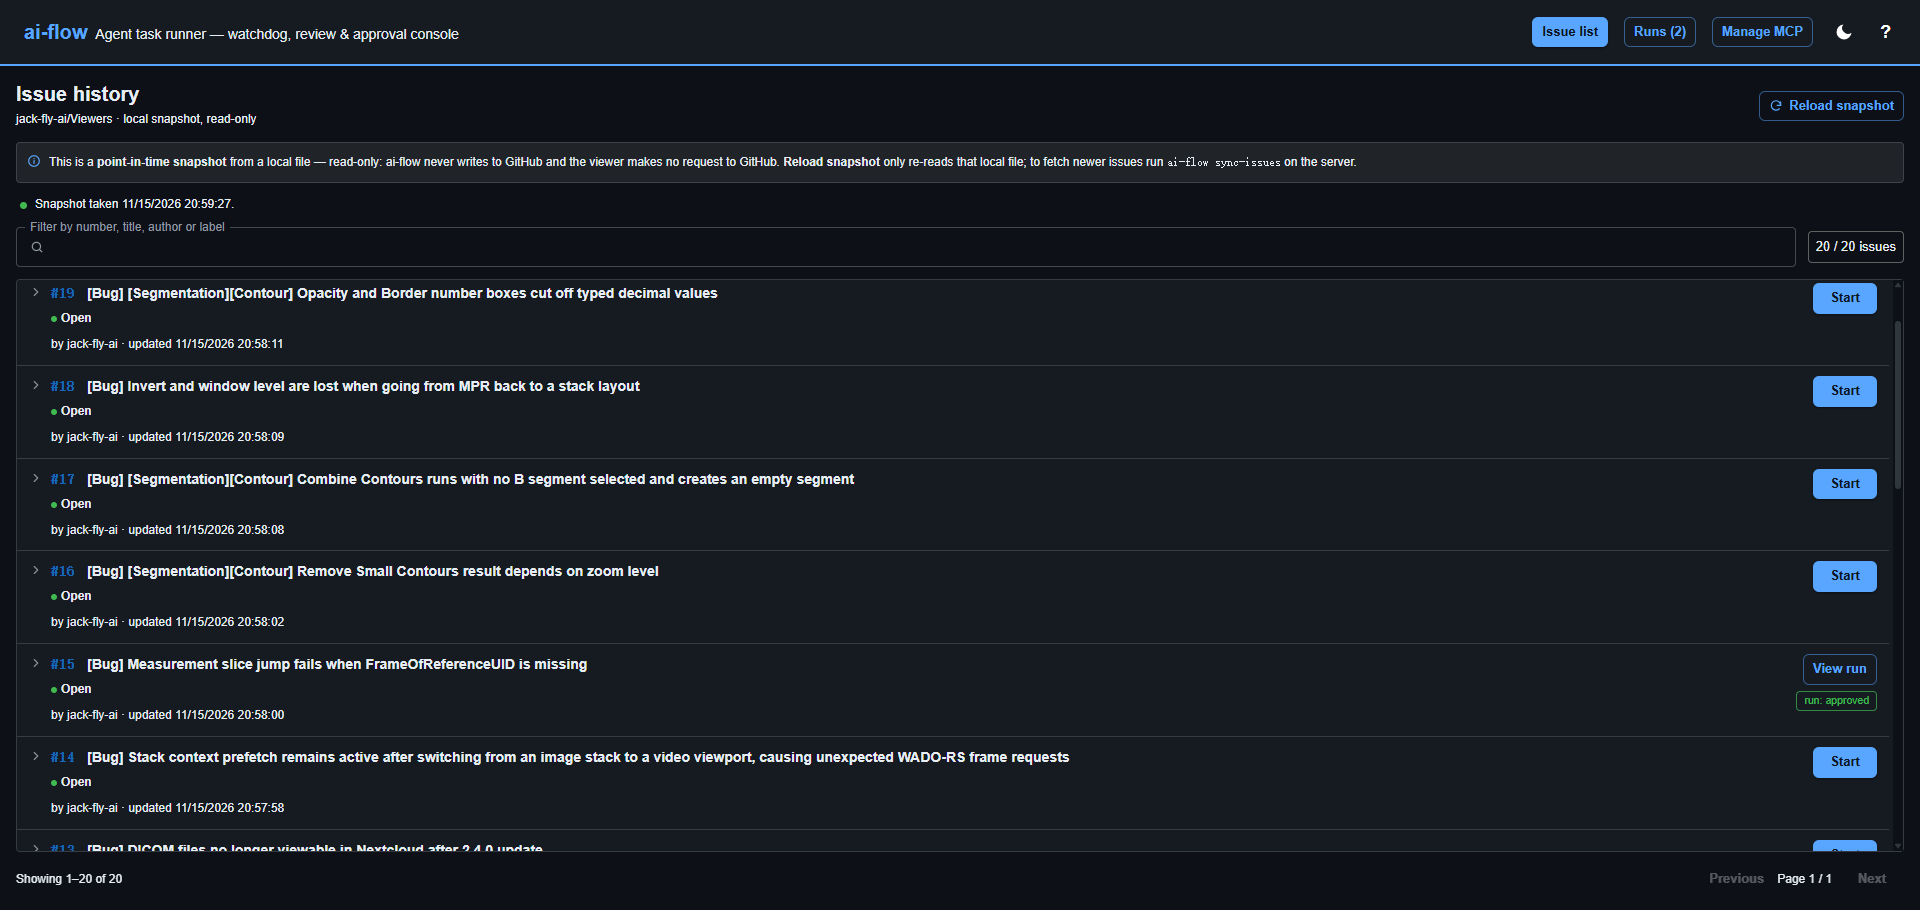 ai-flow Agent task runner — watchdog, review & approval console
Issue list
Runs (2)
Manage MCP
?
Issue history
jack-fly-ai/Viewers · local snapshot, read-only
Reload snapshot
This is a point-in-time snapshot from a local file — read-only: ai-flow never writes to GitHub and the viewer makes no request to GitHub. Reload snapshot only re-reads that local file; to fetch newer issues run ai-flow sync-issues on the server.
Snapshot taken 11/15/2026 20:59:27.
Filter by number, title, author or label
20 / 20 issues
#19 [Bug] [Segmentation][Contour] Opacity and Border number boxes cut off typed decimal values
Start
Open
by jack-fly-ai · updated 11/15/2026 20:58:11
#18 [Bug] Invert and window level are lost when going from MPR back to a stack layout
Start
Open
by jack-fly-ai · updated 11/15/2026 20:58:09
#17 [Bug] [Segmentation][Contour] Combine Contours runs with no B segment selected and creates an empty segment
Start
Open
by jack-fly-ai · updated 11/15/2026 20:58:08
#16 [Bug] [Segmentation][Contour] Remove Small Contours result depends on zoom level
Start
Open
by jack-fly-ai · updated 11/15/2026 20:58:02
#15 [Bug] Measurement slice jump fails when FrameOfReferenceUID is missing
View run
Open
run: approved
by jack-fly-ai · updated 11/15/2026 20:58:00
#14 [Bug] Stack context prefetch remains active after switching from an image stack to a video viewport, causing unexpected WADO-RS frame requests
Start
Open
by jack-fly-ai · updated 11/15/2026 20:57:58
#13 [Bug] DICOM files no longer viewable in Nextcloud after 2.4.0 update
Showing 1–20 of 20
Previous
Page 1 / 1
Next